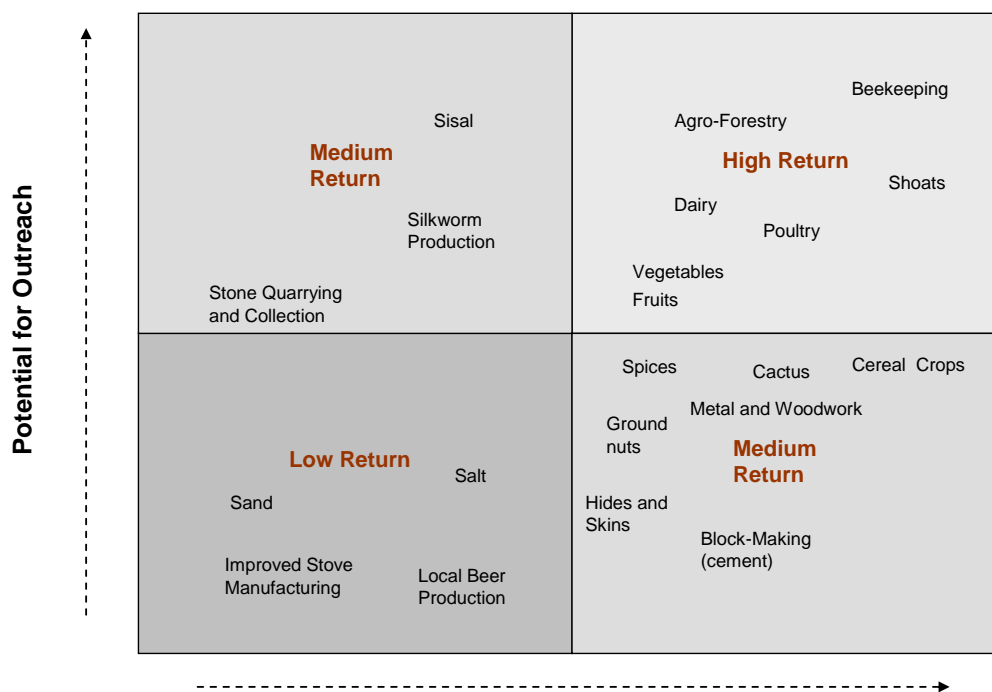 Potential for Outreach
Sisal
Medium
Return
Silkworm
Production
Stone Quarrying
and Collection
Beekeeping
Agro-Forestry
High Return
Shoats
Dairy
Poultry
Vegetables
Fruits
Low Return
Salt
Sand
Improved Stove
Manufacturing
Local Beer
Production
Spices
Cactus
Cereal Crops
Metal and Woodwork
Ground
nuts
Medium
Return
Hides and
Skins
Block-Making
(cement)